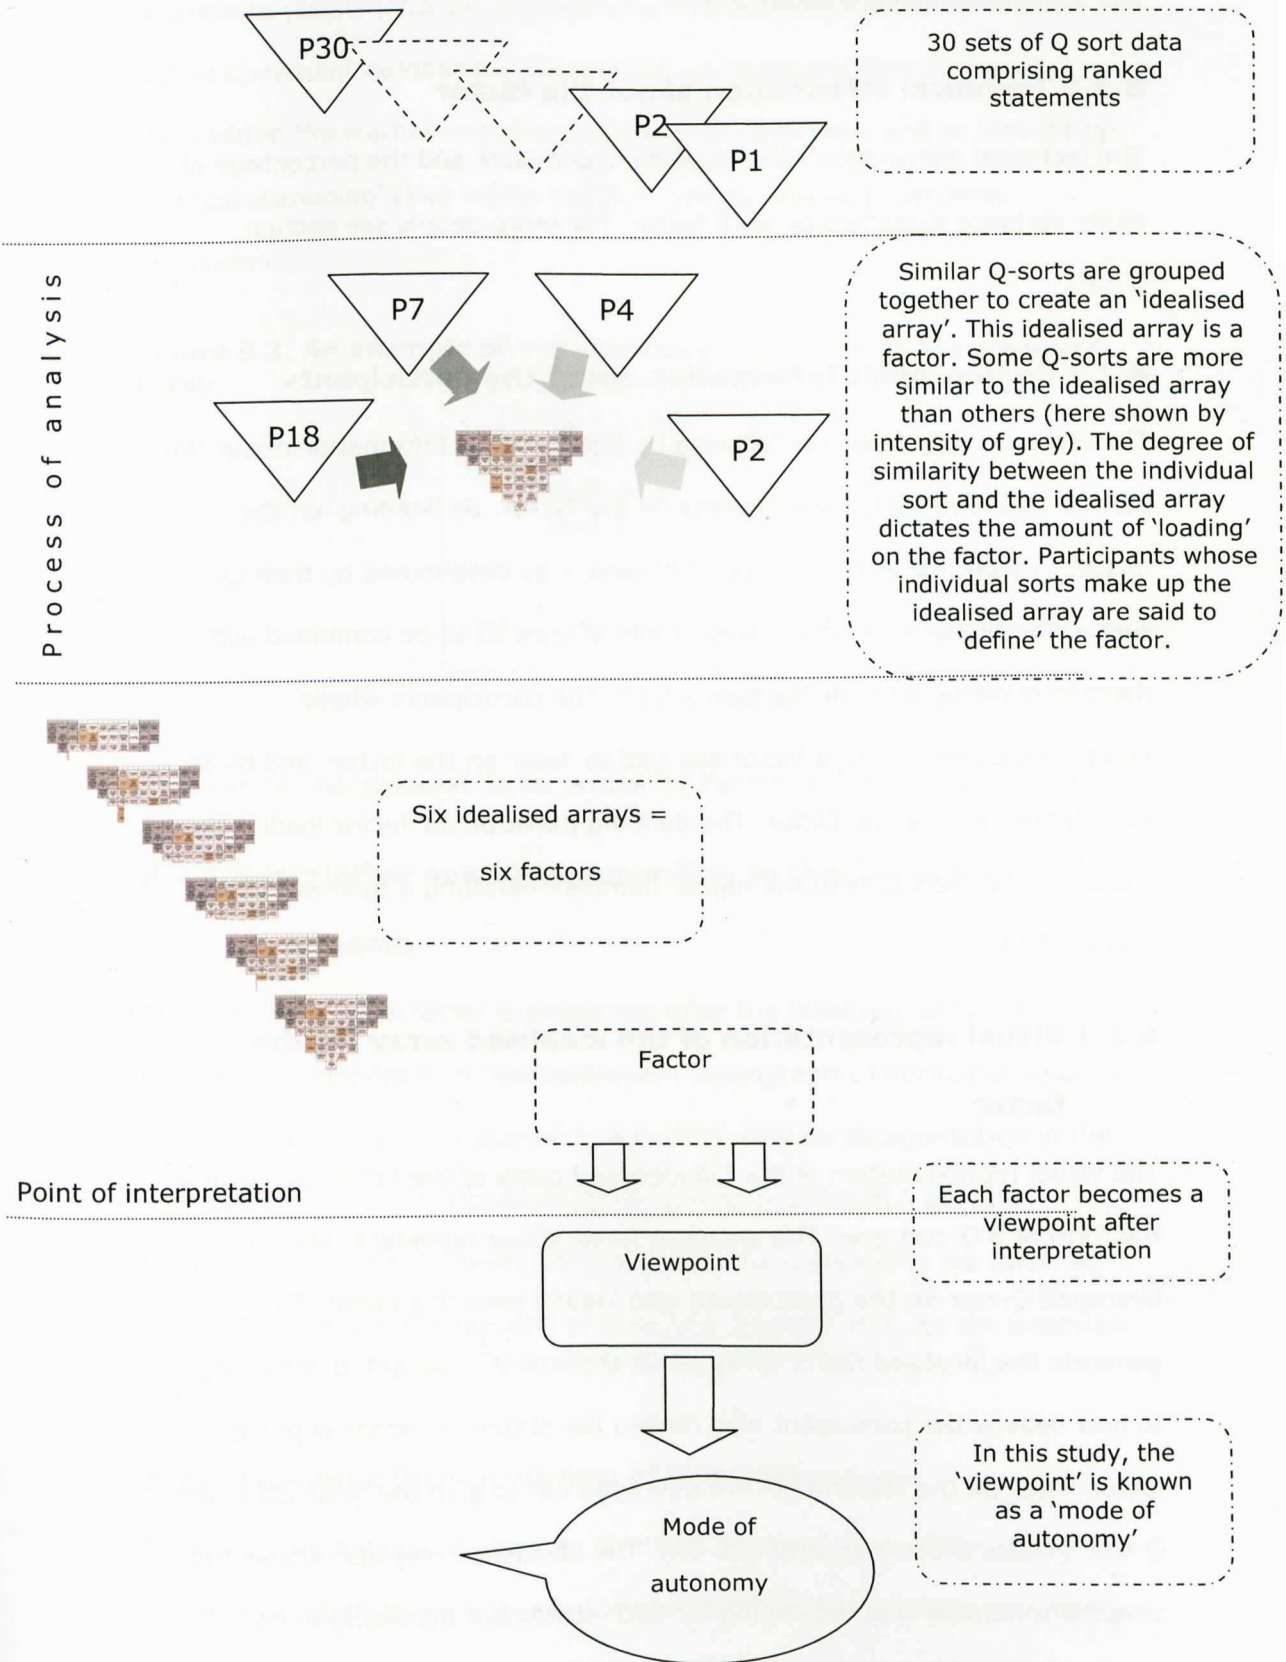 P30
P2
P1
30 sets of Q sort data
comprising ranked
statements
Process of analysis
P7
P4
P18
P2
Similar Q-sorts are grouped
together to create an ‘idealised
array’. This idealised array is a
factor. Some Q-sorts are more
similar to the idealised array
than others (here shown by
intensity of grey). The degree of
similarity between the individual
sort and the idealised array
dictates the amount of ‘loading’
on the factor. Participants whose
individual sorts make up the
idealised array are said to
‘define’ the factor.
Six idealised arrays =
six factors
Factor
Point of interpretation
Each factor becomes a
viewpoint after
interpretation
Viewpoint
In this study, the
‘viewpoint’ is known
as a ‘mode of
autonomy’
Mode of
autonomy